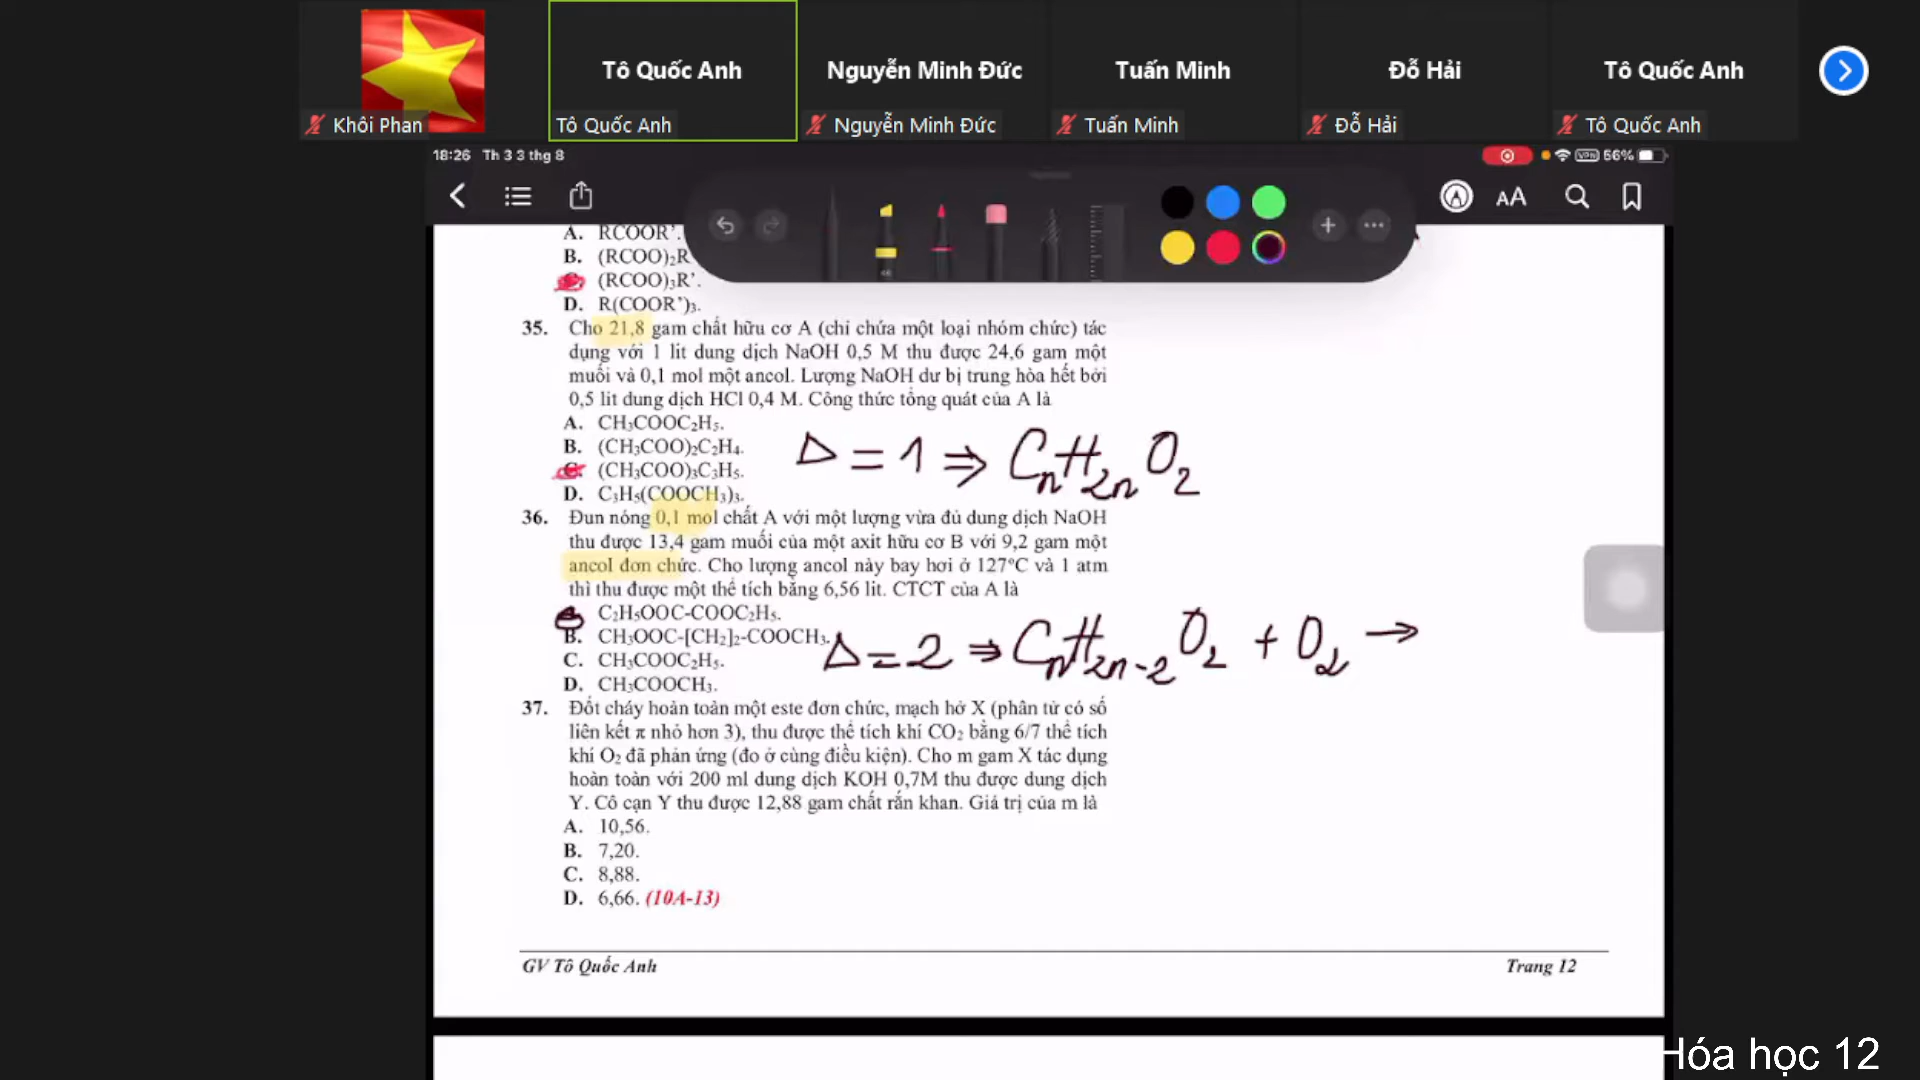 Tô Quốc Anh
Nguyễn Minh Đức
Tuấn Minh
Đỗ Hải
Tô Quốc Anh
Khôi Phan
Tô Quốc Anh
Nguyễn Minh Đức
Tuấn Minh
Đỗ Hải
Tô Quốc Anh
18:26 Th 3 3 thg 8
VPN 56%
AA
A. RCOOR’.
B. (RCOO)₂R
(RCOO)₃R’.
D. R(COOR’)₃.
35. Cho 21,8 gam chất hữu cơ A (chỉ chứa một loại nhóm chức) tác
dụng với 1 lit dung dịch NaOH 0,5 M thu được 24,6 gam một
muối và 0,1 mol một ancol. Lượng NaOH dư bị trung hòa hết bởi
0,5 lit dung dịch HCl 0,4 M. Công thức tổng quát của A là
A. CH₃COOC₂H₅.
B. (CH₃COO)₂C₂H₄.
C. (CH₃COO)₃C₃H₅.
D. C₃H₅(COOCH₃)₃.
Δ = 1 ⇒ CₙH₂ₙO₂
36. Đun nóng 0,1 mol chất A với một lượng vừa đủ dung dịch NaOH
thu được 13,4 gam muối của một axit hữu cơ B với 9,2 gam một
ancol đơn chức. Cho lượng ancol này bay hơi ở 127°C và 1 atm
thì thu được một thể tích bằng 6,56 lit. CTCT của A là
C₂H₅OOC-COOC₂H₅.
B. CH₃OOC-[CH₂]₂-COOCH₃.
C. CH₃COOC₂H₅.
D. CH₃COOCH₃.
Δ = 2 ⇒ CₙH₂ₙ₋₂O₂ + O₂ →
37. Đốt cháy hoàn toàn một este đơn chức, mạch hở X (phân tử có số
liên kết π nhỏ hơn 3), thu được thể tích khí CO₂ bằng 6/7 thể tích
khí O₂ đã phản ứng (đo ở cùng điều kiện). Cho m gam X tác dụng
hoàn toàn với 200 ml dung dịch KOH 0,7M thu được dung dịch
Y. Cô cạn Y thu được 12,88 gam chất rắn khan. Giá trị của m là
A. 10,56.
B. 7,20.
C. 8,88.
D. 6,66. (10A-13)
GV Tô Quốc Anh
Trang 12
Hóa học 12